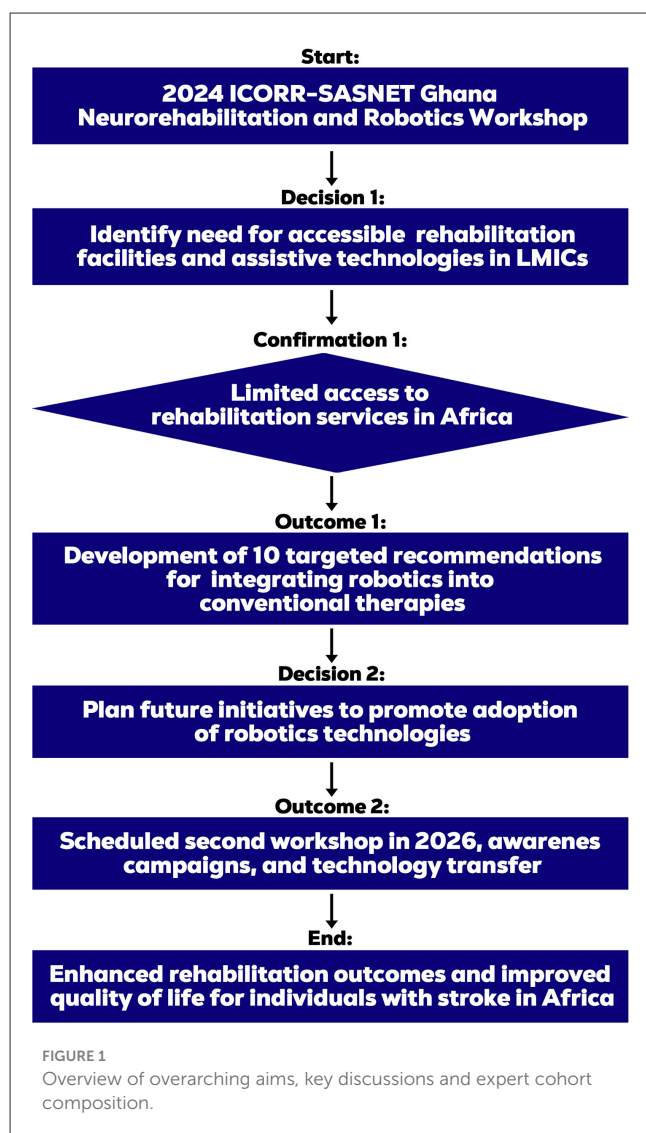 Start:
2024 ICORR-SASNET Ghana
Neurorehabilitation and Robotics Workshop
Decision 1:
Identify need for accessible rehabilitation
facilities and assistive technologies in LMICs
Confirmation 1:
Limited access to
rehabilitation services in Africa
Outcome 1:
Development of 10 targeted recommendations
for integrating robotics into
conventional therapies
Decision 2:
Plan future initiatives to promote adoption
of robotics technologies
Outcome 2:
Scheduled second workshop in 2026, awarenes
campaigns, and technology transfer
End:
Enhanced rehabilitation outcomes and improved
quality of life for individuals with stroke in Africa
FIGURE 1
Overview of overarching aims, key discussions and expert cohort
composition.